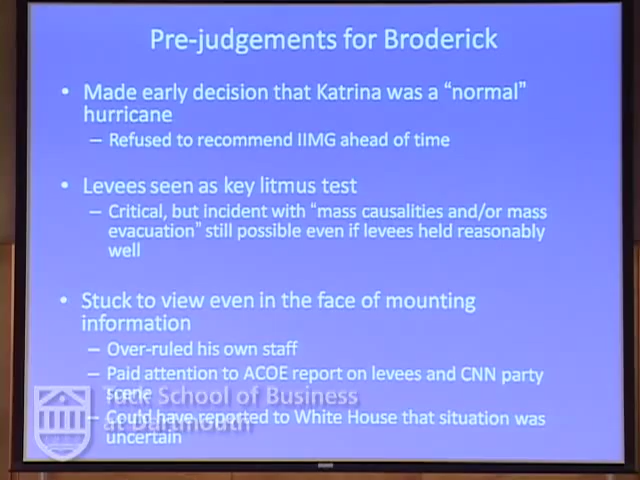 Pre-judgements for Broderick
• Made early decision that Katrina was a “normal”
hurricane
– Refused to recommend IIMG ahead of time
• Levees seen as key litmus test
– Critical, but incident with “mass causalities and/or mass
evacuation” still possible even if levees held reasonably
well
• Stuck to view even in the face of mounting
information
– Over-ruled his own staff
– Paid attention to ACOE report on levees and CNN party
scene
– Could have reported to White House that situation was
uncertain
Tuck School of Business
at Dartmouth